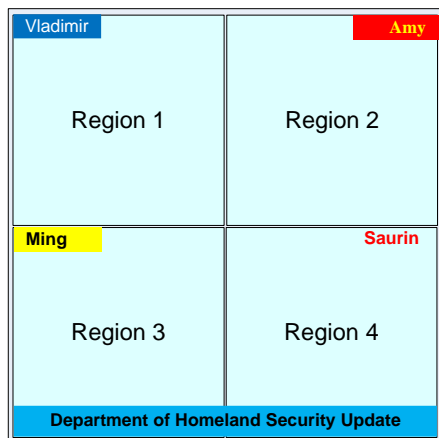 Vladimir
Amy
Region 1
Region 2
Ming
Saurin
Region 3
Region 4
Department of Homeland Security Update